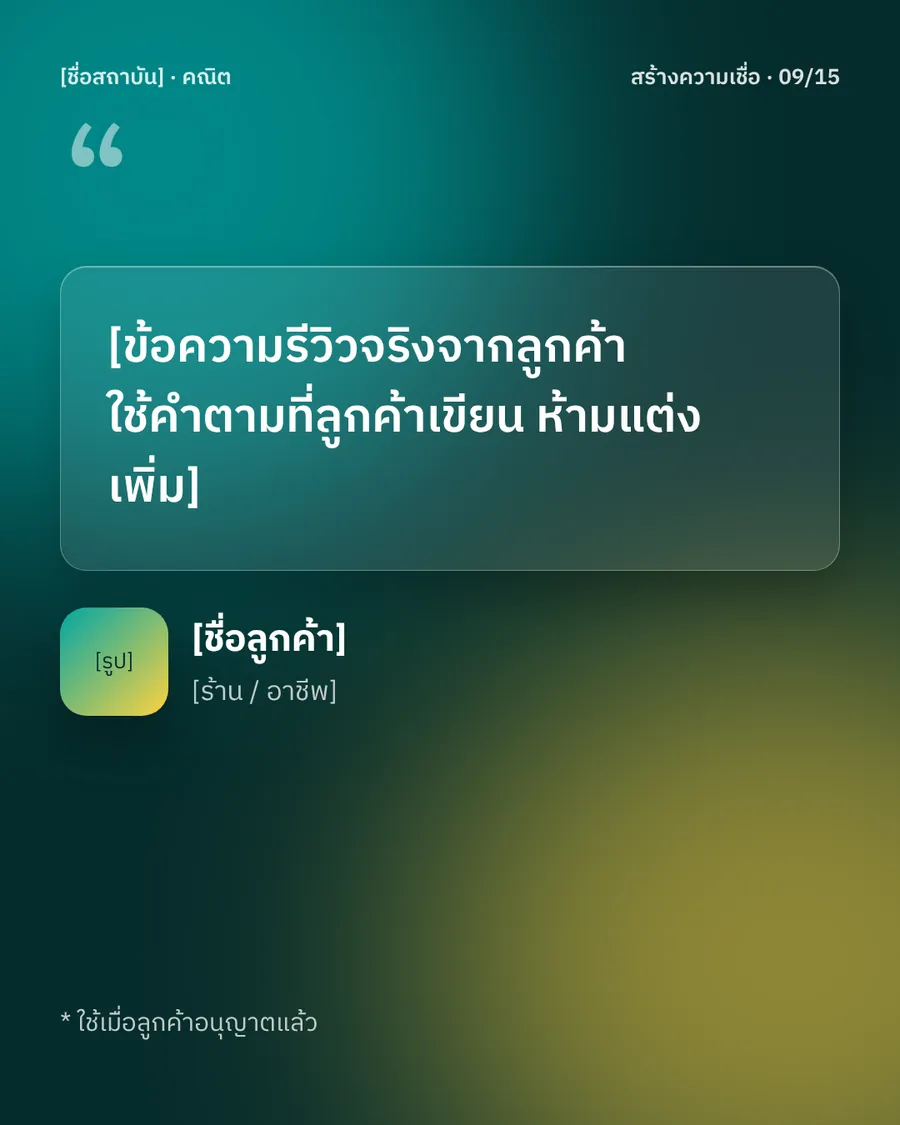 [ชื่อสถาบัน] · คณิต
สร้างความเชื่อ · 09/15
“
[ข้อความรีวิวจริงจากลูกค้า
ใช้คำตามที่ลูกค้าเขียน ห้ามแต่ง
เพิ่ม]
[รูป]
[ชื่อลูกค้า]
[ร้าน / อาชีพ]
* ใช้เมื่อลูกค้าอนุญาตแล้ว